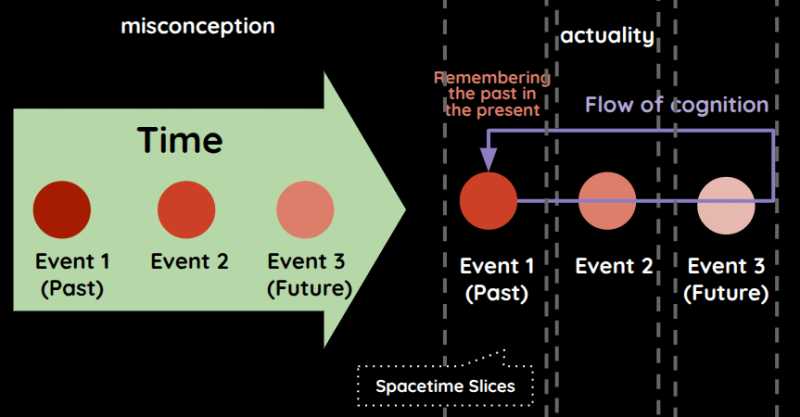 misconception
Time
Event 1
(Past)
Event 2
Event 3
(Future)
actuality
Remembering
the past in
the present
Flow of cognition
Event 1
(Past)
Event 2
Event 3
(Future)
Spacetime Slices